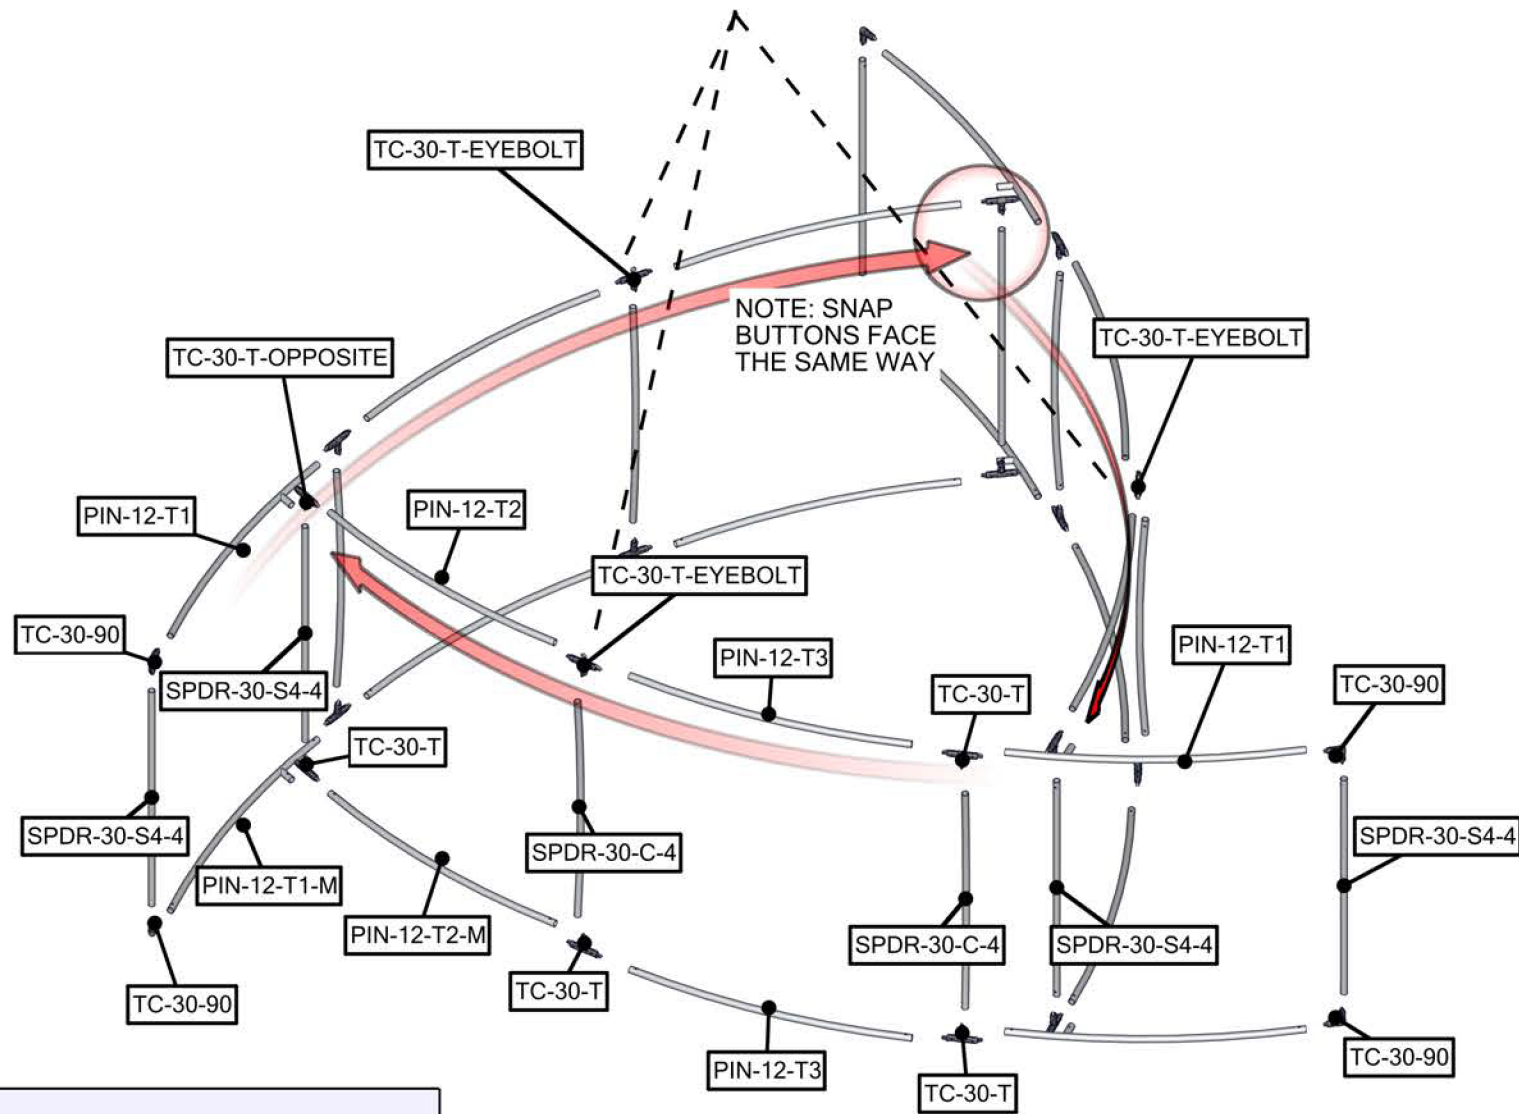 TC-30-T-EYEBOLT
NOTE: SNAP
BUTTONS FACE
THE SAME WAY
TC-30-T-EYEBOLT
TC-30-T-OPPOSITE
PIN-12-T1
PIN-12-T2
TC-30-T-EYEBOLT
TC-30-90
SPDR-30-S4-4
PIN-12-T3
PIN-12-T1
TC-30-T
TC-30-90
TC-30-T
SPDR-30-S4-4
PIN-12-T1-M
SPDR-30-C-4
SPDR-30-S4-4
PIN-12-T2-M
SPDR-30-C-4
SPDR-30-S4-4
TC-30-90
TC-30-T
PIN-12-T3
TC-30-T
TC-30-90